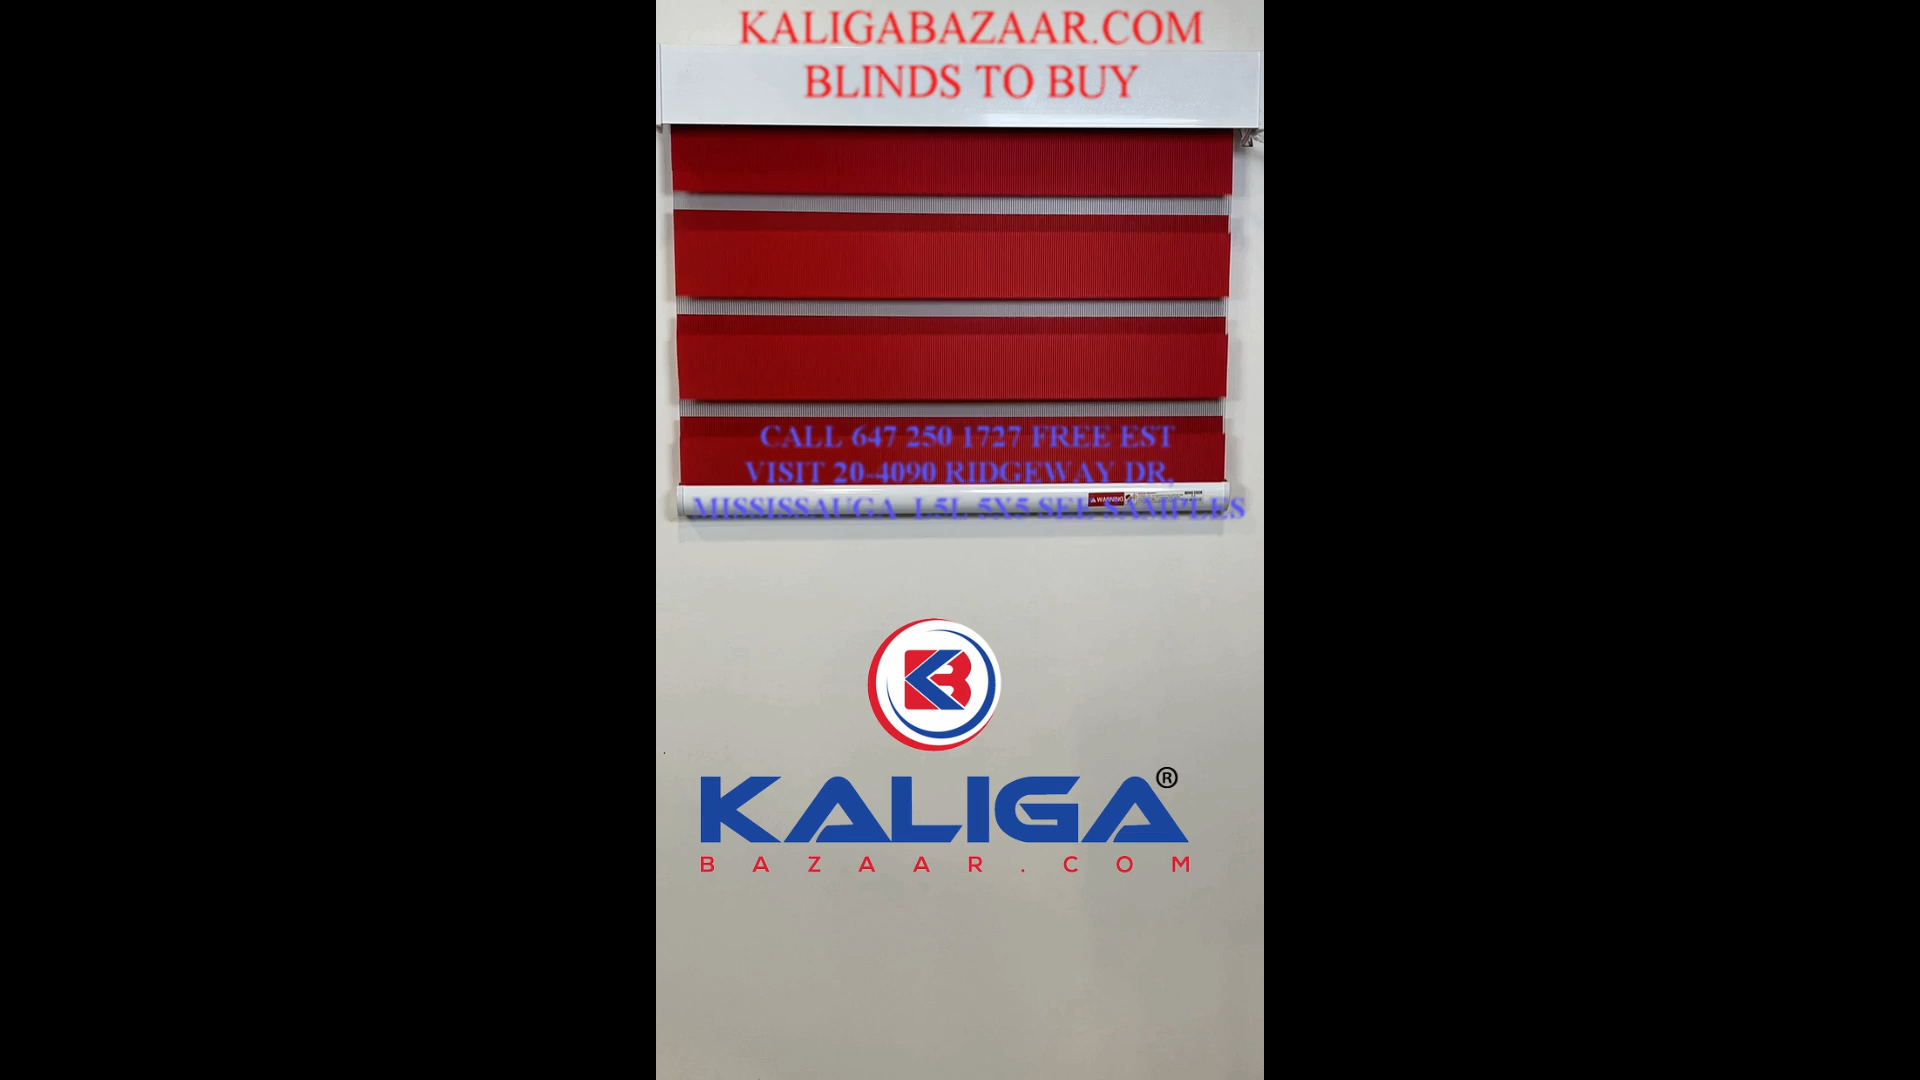 KALIGABAZAAR.COM
BLINDS TO BUY
CALL 647 250 1727 FREE EST
VISIT 20-4090 RIDGEWAY DR,
MISSISSAUGA L5L 5X5 SEE SAMPLES
WARNING
KB
KALIGA®
BAZAAR.COM